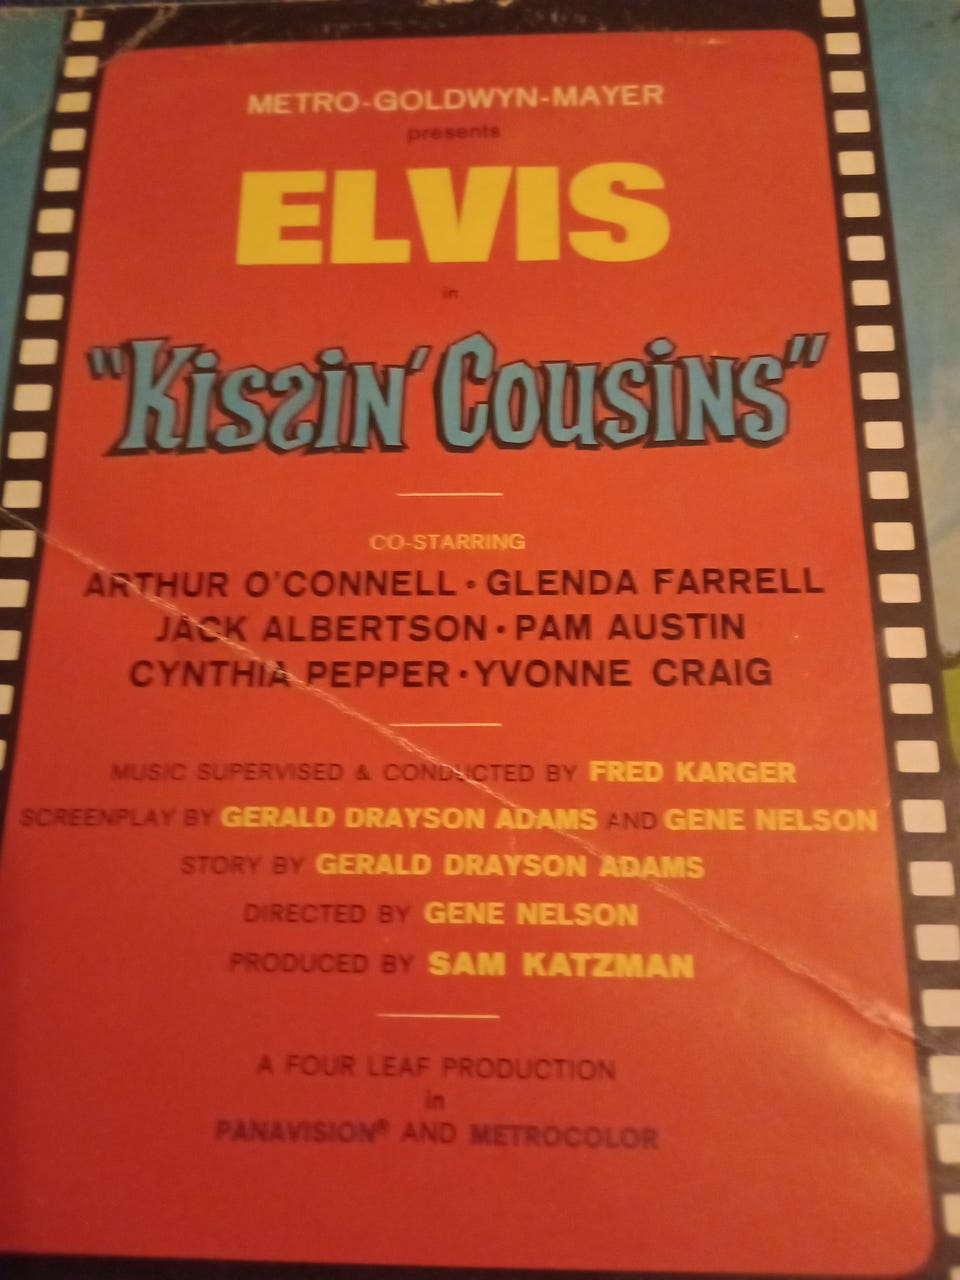 METRO-GOLDWYN-MAYER
presents
ELVIS
in
"Kissin' Cousins"
CO-STARRING
ARTHUR O'CONNELL • GLENDA FARRELL
JACK ALBERTSON • PAM AUSTIN
CYNTHIA PEPPER • YVONNE CRAIG
MUSIC SUPERVISED & CONDUCTED BY FRED KARGER
SCREENPLAY BY GERALD DRAYSON ADAMS AND GENE NELSON
STORY BY GERALD DRAYSON ADAMS
DIRECTED BY GENE NELSON
PRODUCED BY SAM KATZMAN
A FOUR LEAF PRODUCTION
in
PANAVISION® AND METROCOLOR